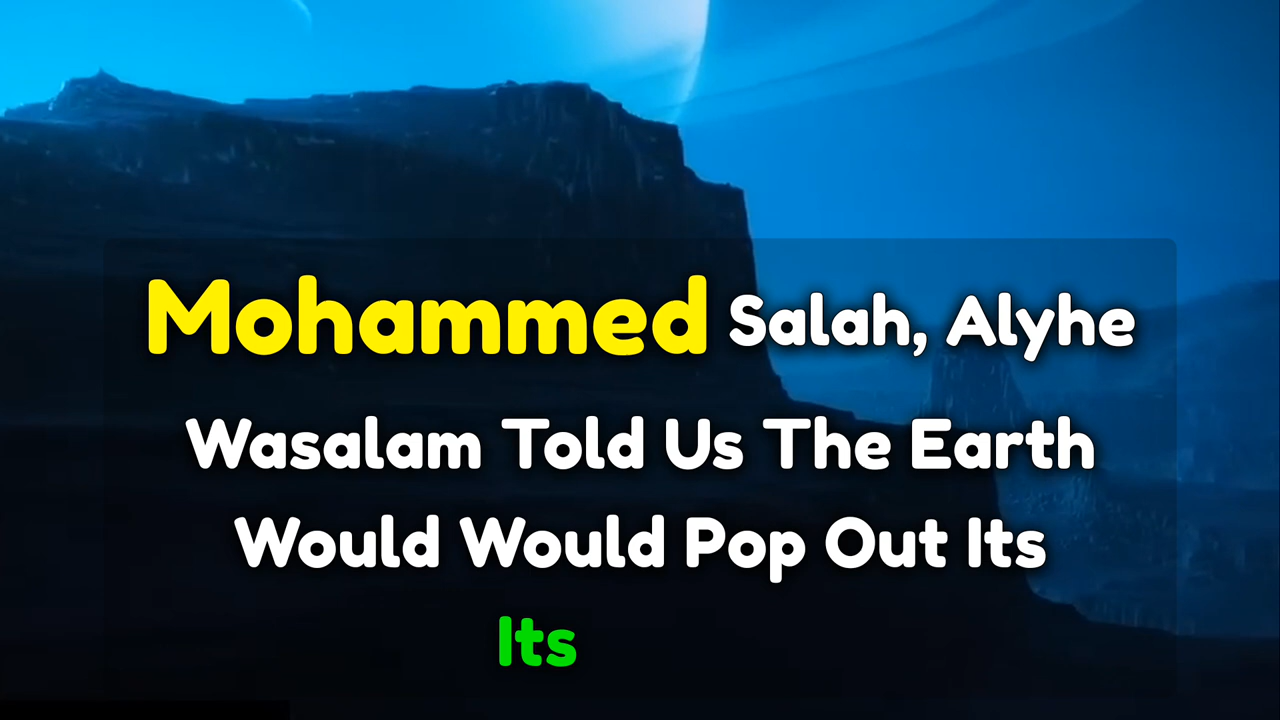 Mohammed Salah, Alyhe
Wasalam Told Us The Earth
Would Would Pop Out Its
Its